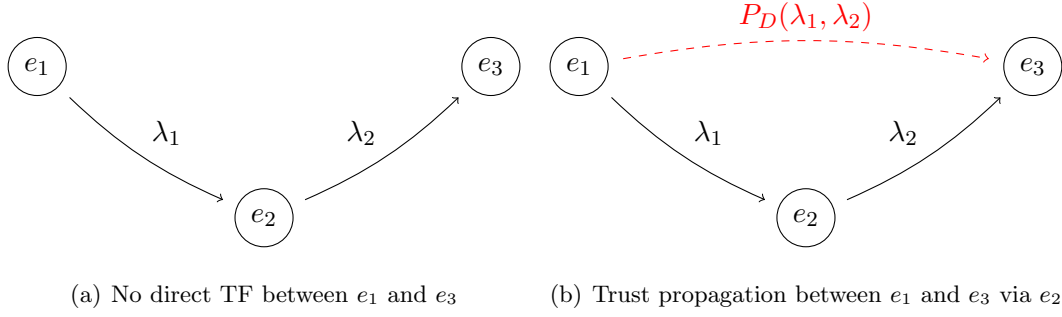 P_D(λ₁, λ₂)
e₁ e₃ e₁ e₃
λ₁ λ₂ λ₁ λ₂
e₂ e₂
(a) No direct TF between e₁ and e₃
(b) Trust propagation between e₁ and e₃ via e₂